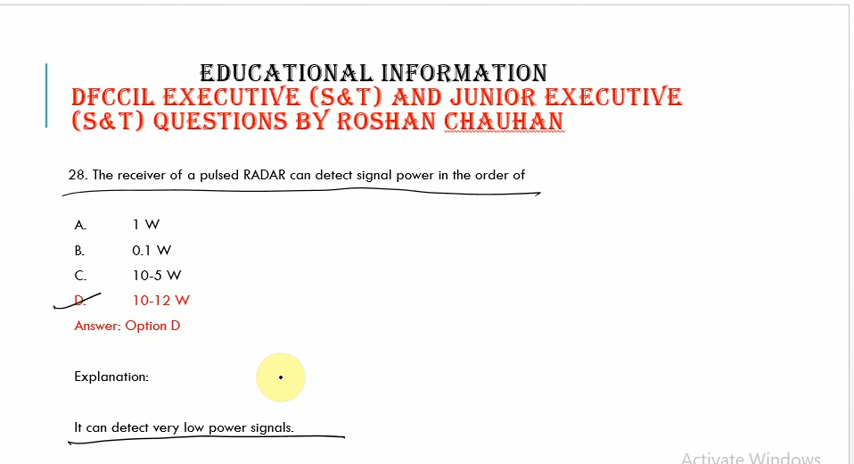 EDUCATIONAL INFORMATION
DFCCIL EXECUTIVE (S&T) AND JUNIOR EXECUTIVE
(S&T) QUESTIONS BY ROSHAN CHAUHAN
28. The receiver of a pulsed RADAR can detect signal power in the order of
A. 1 W
B. 0.1 W
C. 10-5 W
D. 10-12 W
Answer: Option D
Explanation:
It can detect very low power signals.
Activate Windows